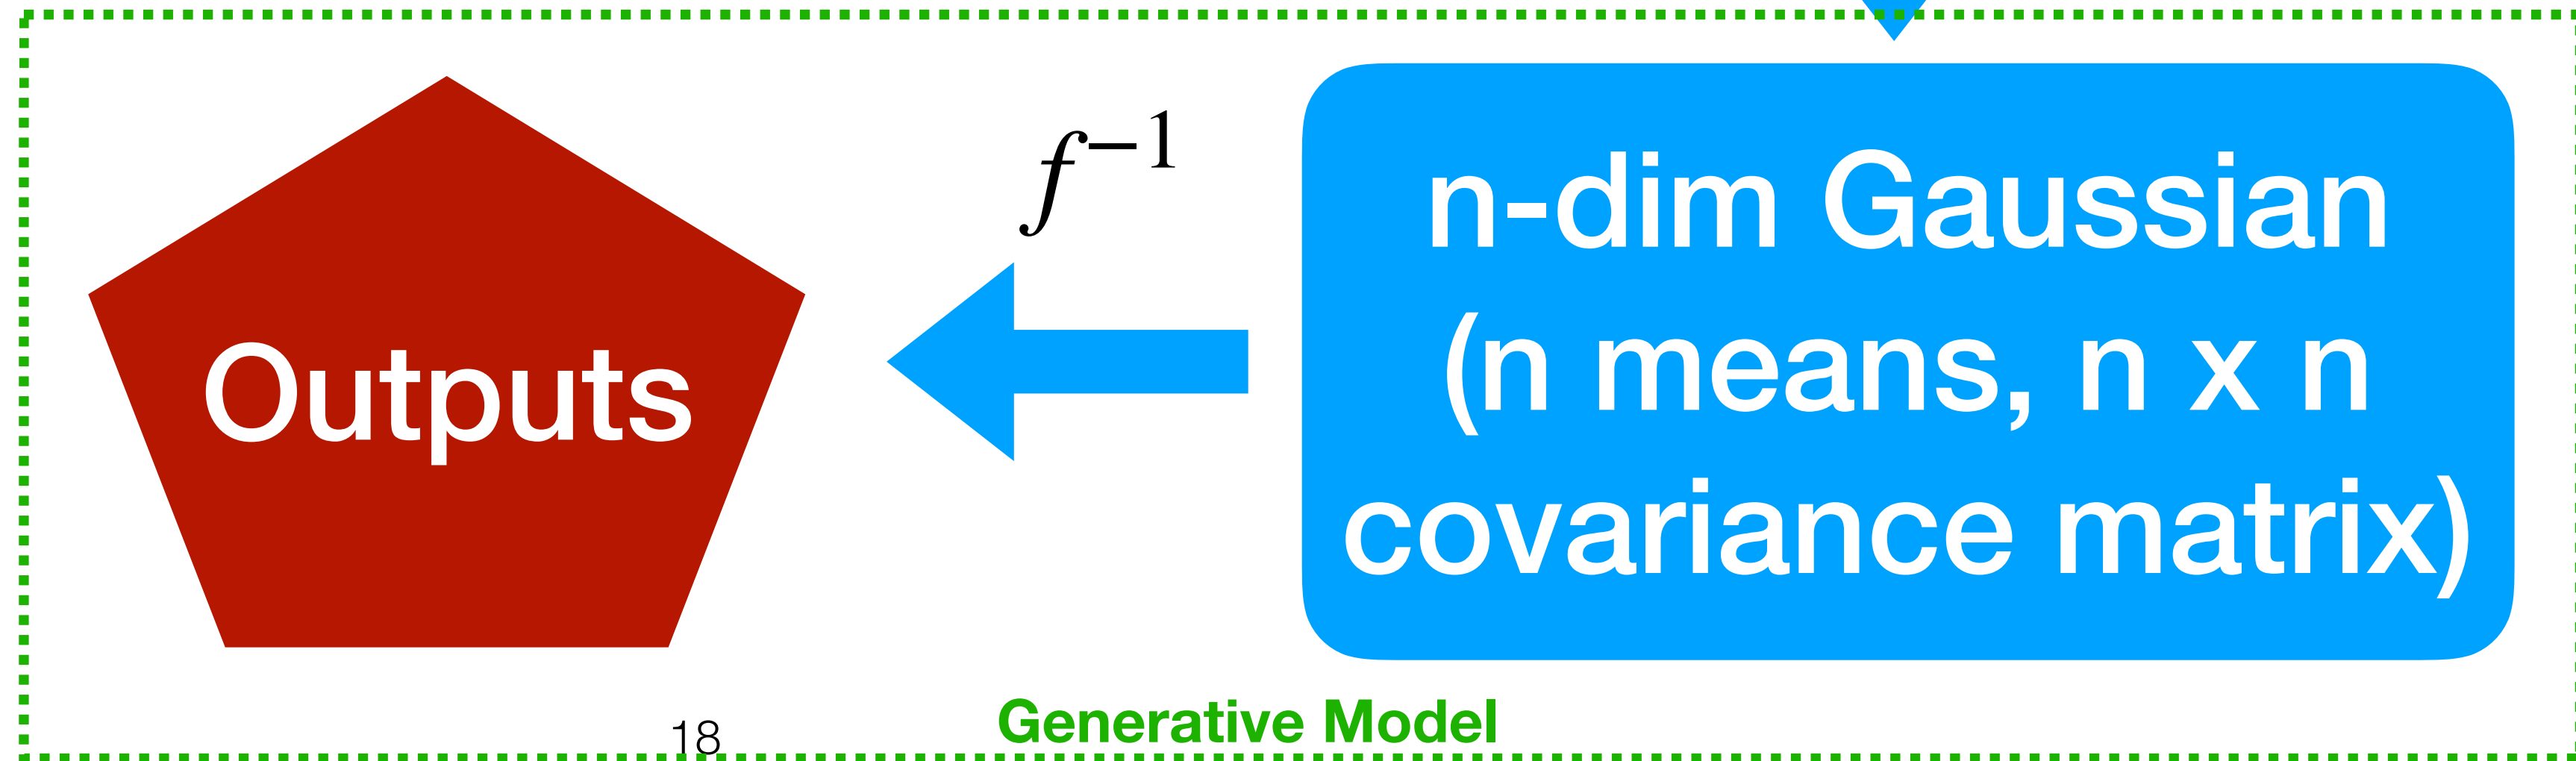 f⁻¹
Outputs
n-dim Gaussian
(n means, n x n
covariance matrix)
Generative Model
18